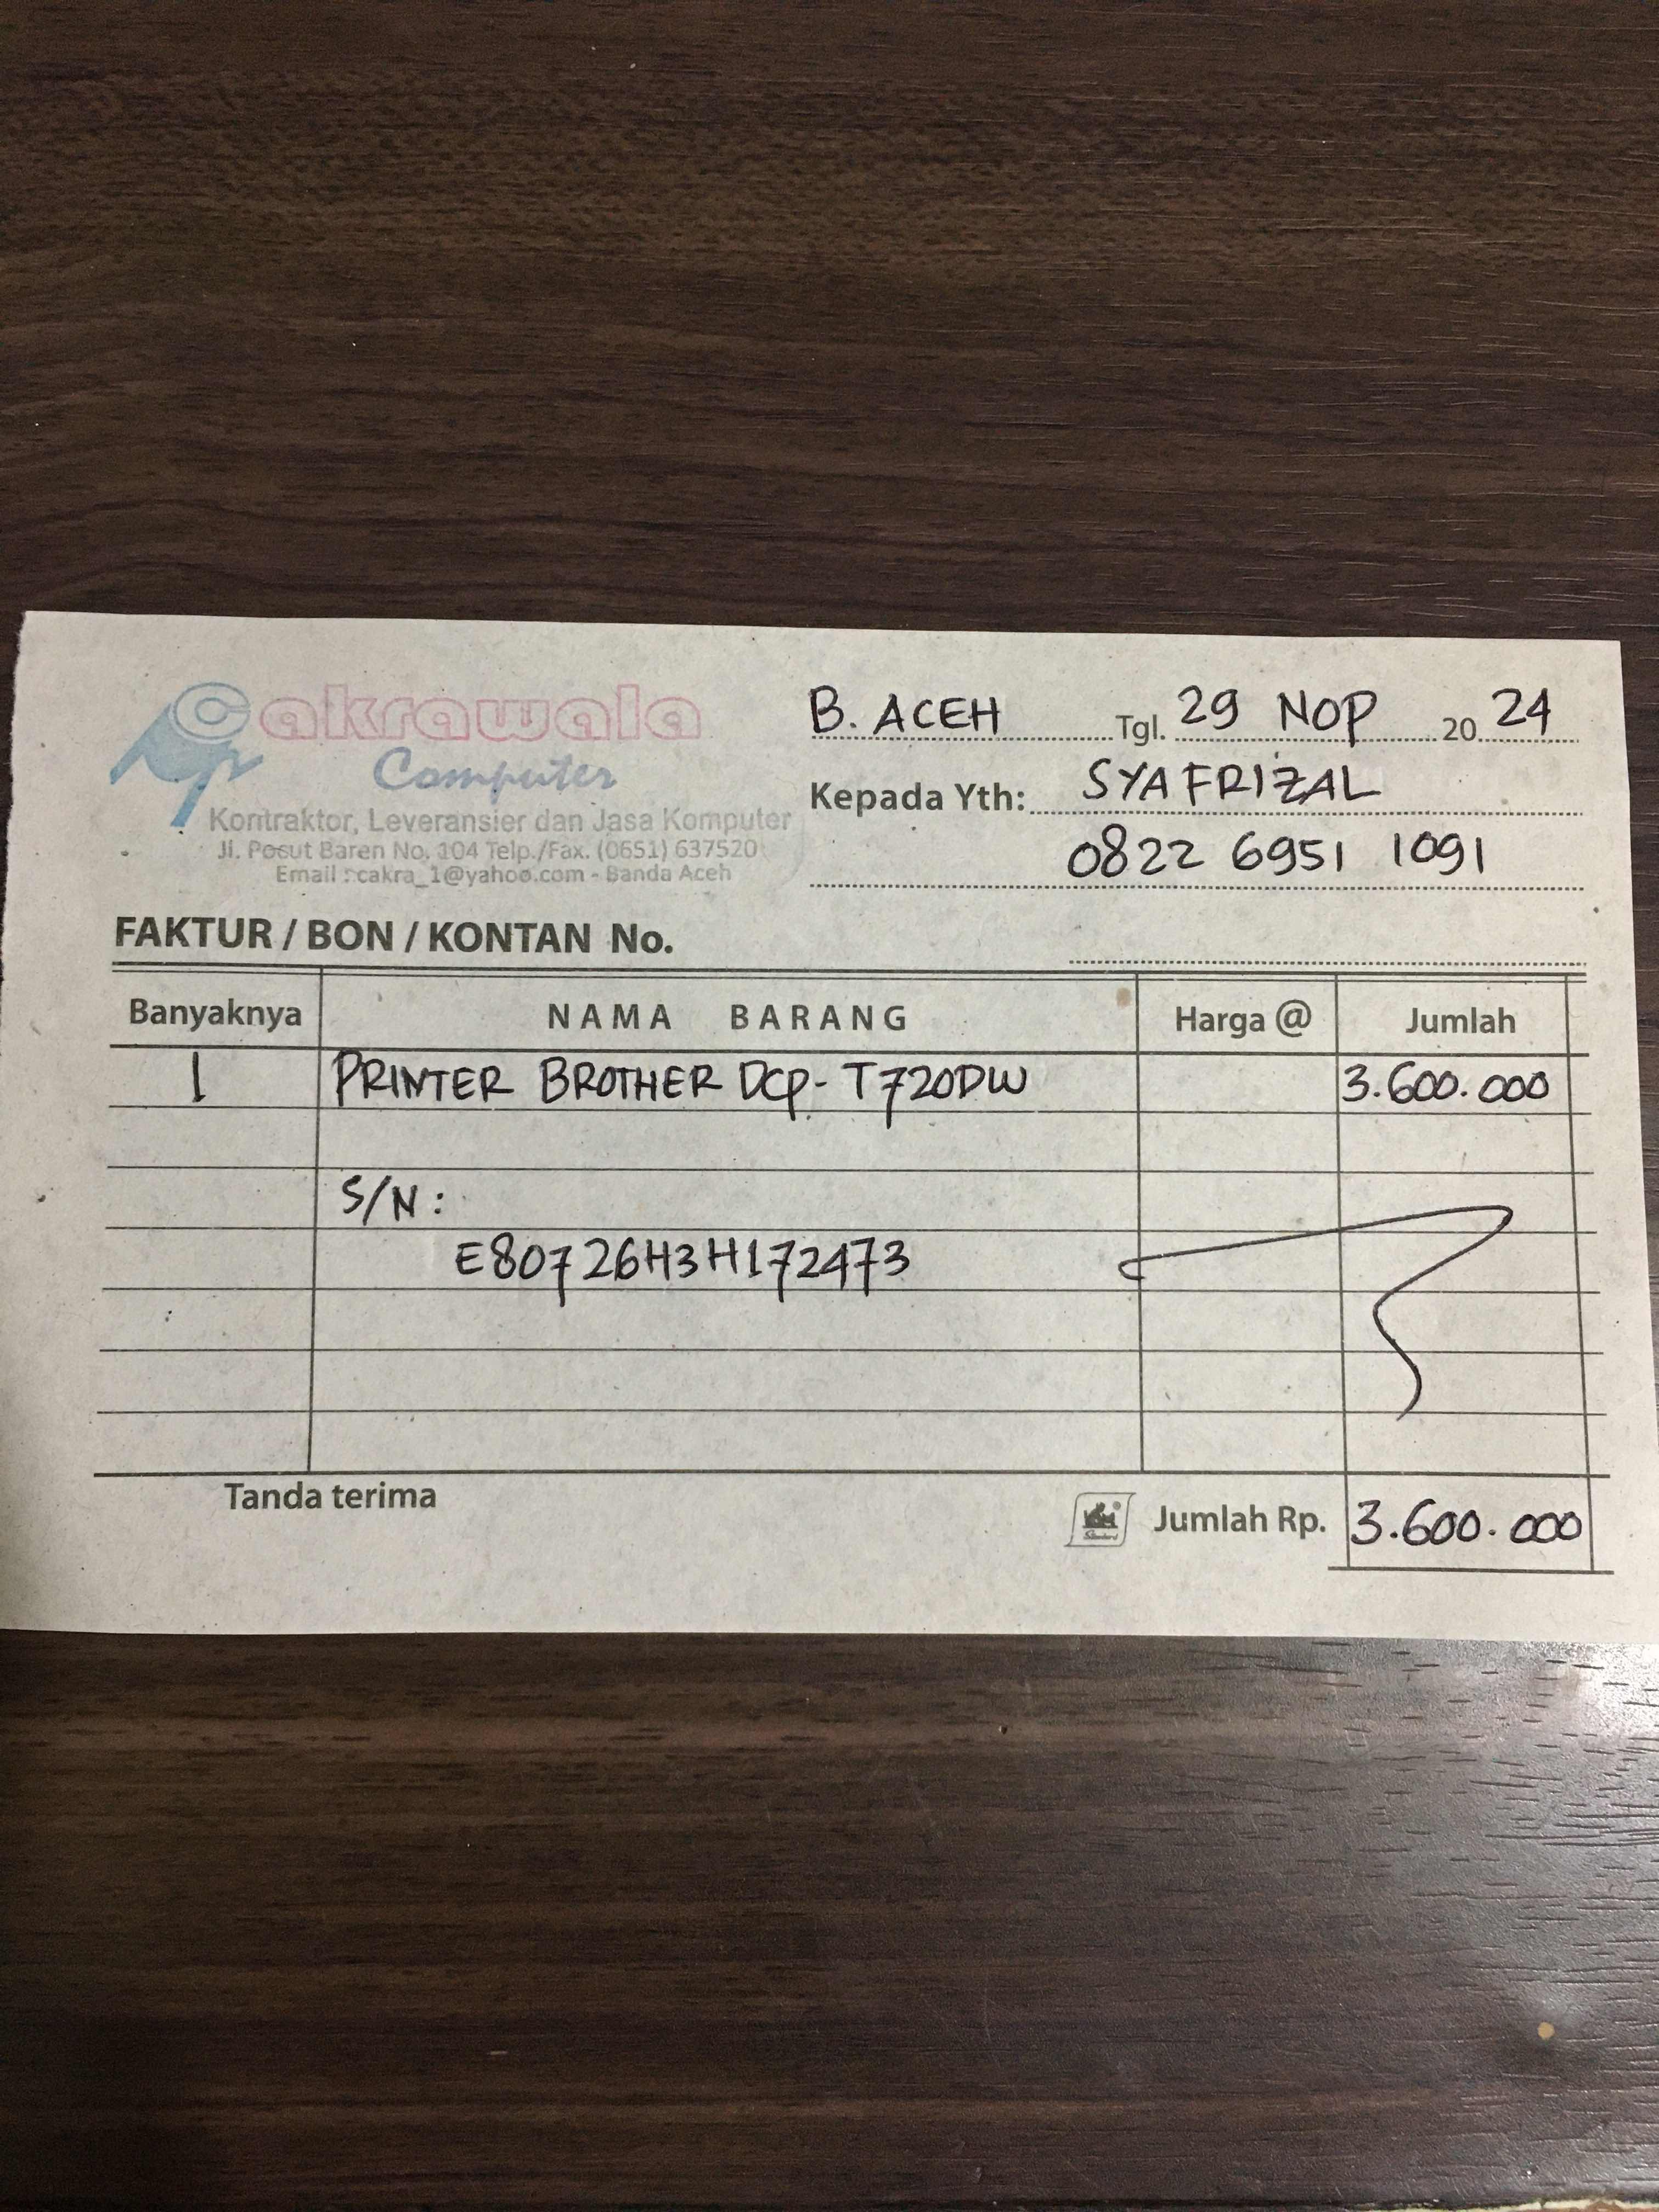 Cakrawala
Computer
Kontraktor, Leveransier dan Jasa Komputer
Jl. Pocut Baren No. 104 Telp./Fax. (0651) 637520
Email : cakra_1@yahoo.com - Banda Aceh
B. ACEH Tgl. 29 NOP 20 24
Kepada Yth: SYAFRIZAL
0822 6951 1091
FAKTUR / BON / KONTAN No.
Banyaknya NAMA BARANG Harga @ Jumlah
1 PRINTER BROTHER DCP-T720DW 3.600.000
S/N :
E80726H3H172473
Tanda terima Jumlah Rp. 3.600.000